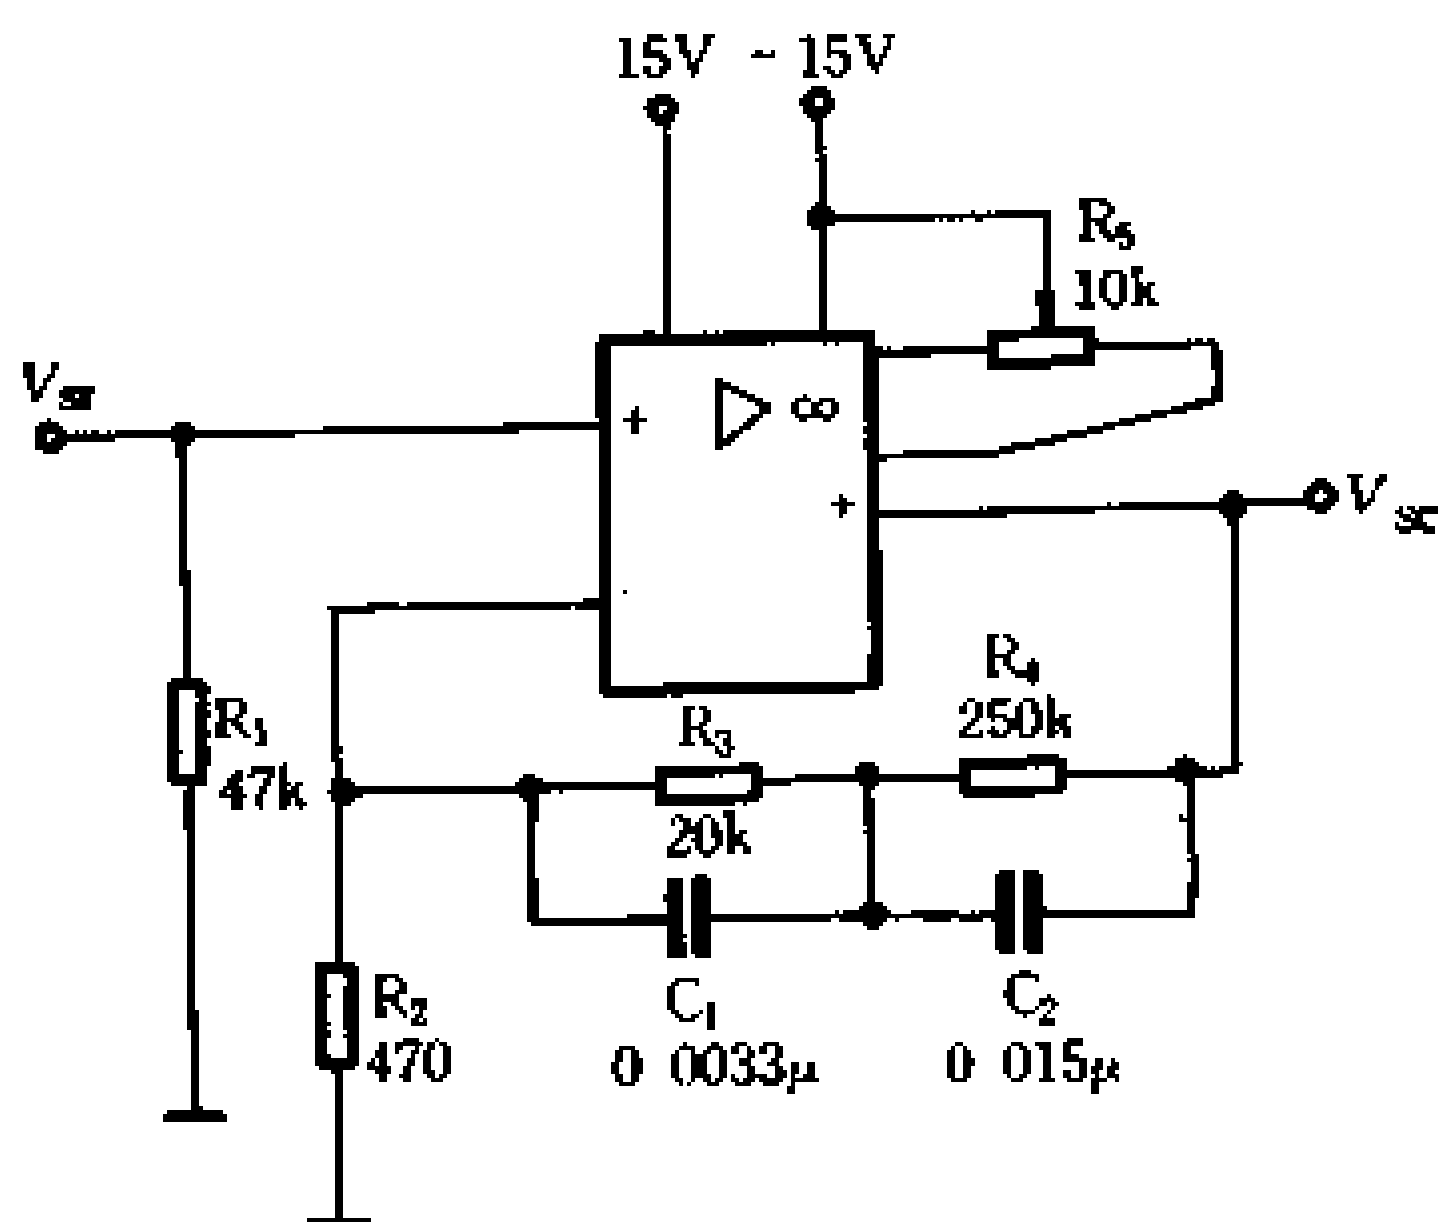 15V - 15V
R5
10k
Vsr
+ ▷ ∞
+
Vsc
R4
250k
R3
R1
47k
20k
R2
470
C1
C2
0 0033μ
0 015μ